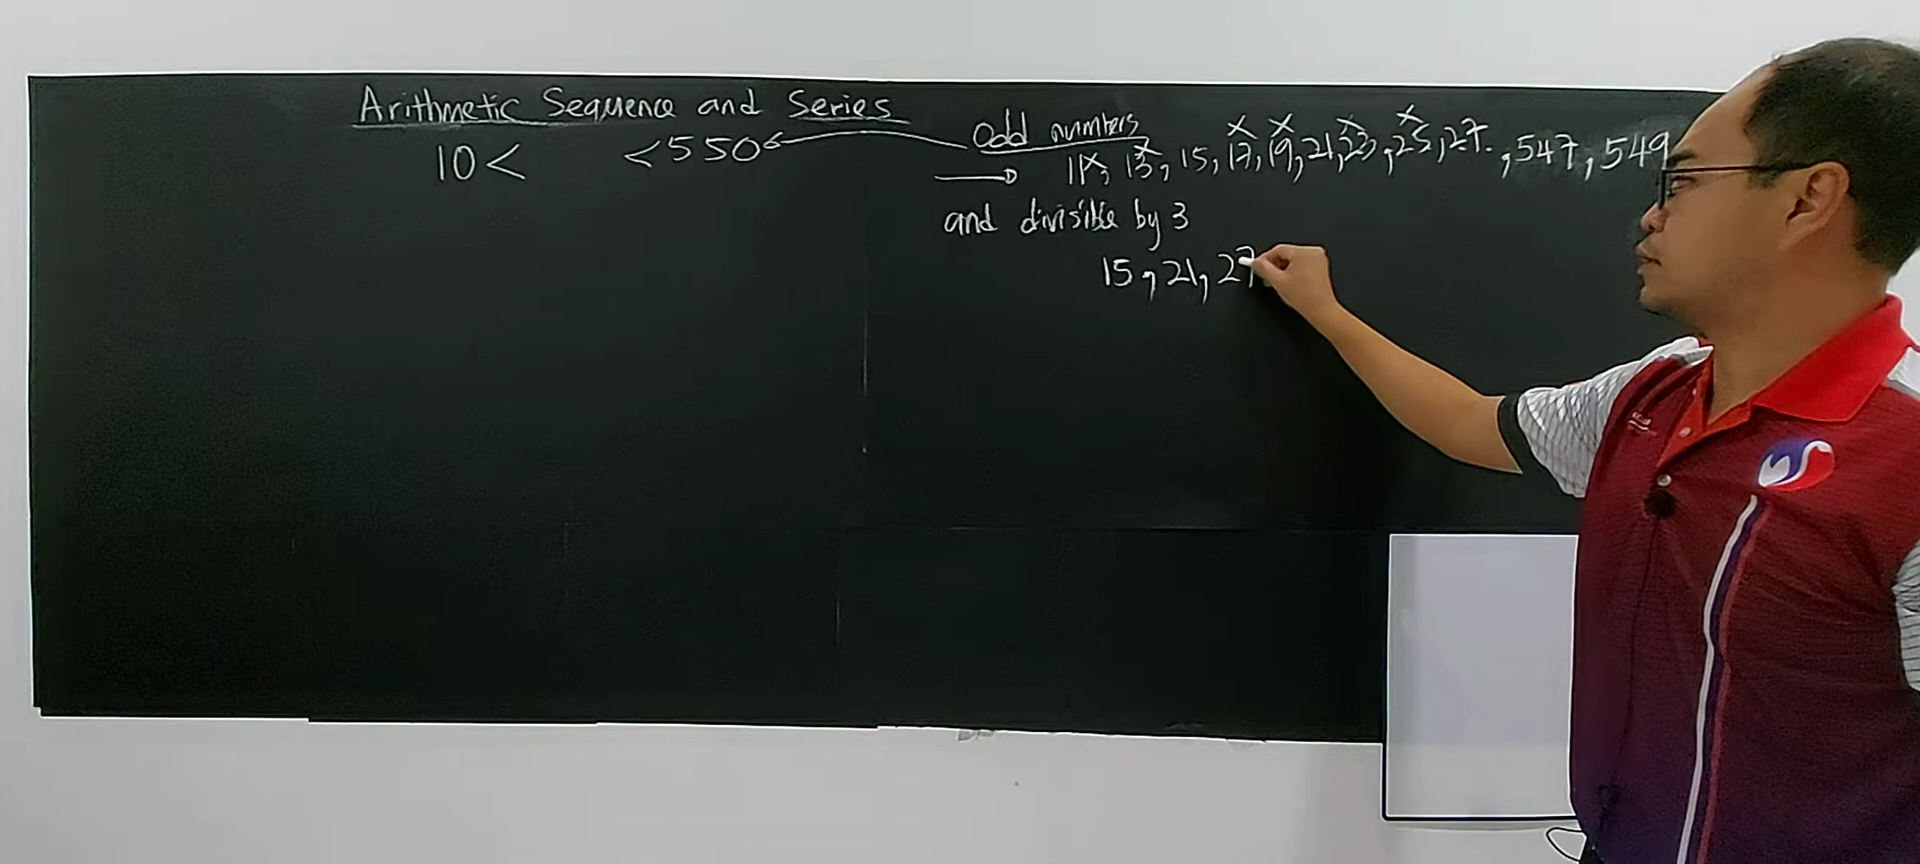 Arithmetic Sequence and Series
10 < < 550
Odd numbers
11, 13, 15, 17, 19, 21, 23, 25, 27. , 547, 549
and divisible by 3
15, 21, 27